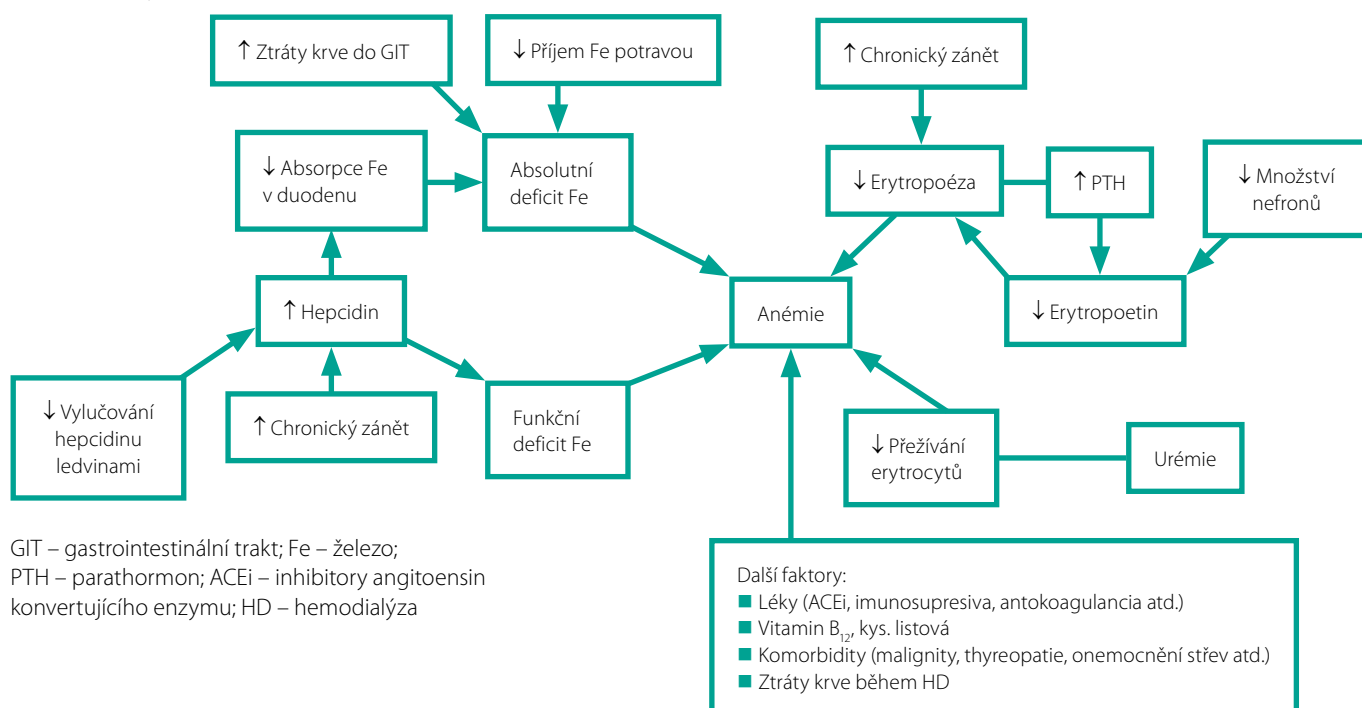 ↑ Ztráty krve do GIT
↓ Příjem Fe potravou
↑ Chronický zánět
↓ Absorpce Fe
v duodenu
Absolutní
deficit Fe
↓ Erytropoéza
↑ PTH
↓ Množství
nefronů
↑ Hepcidin
Anémie
↓ Erytropoetin
↓ Vylučování
hepcidinu
ledvinami
↑ Chronický zánět
Funkční
deficit Fe
↓ Přežívání
erytrocytů
Urémie
GIT – gastrointestinální trakt; Fe – železo;
PTH – parathormon; ACEi – inhibitory angitoensin
konvertujícího enzymu; HD – hemodialýza
Další faktory:
■ Léky (ACEi, imunosupresiva, antokoagulancia atd.)
■ Vitamin B₁₂, kys. listová
■ Komorbidity (malignity, thyreopatie, onemocnění střev atd.)
■ Ztráty krve během HD